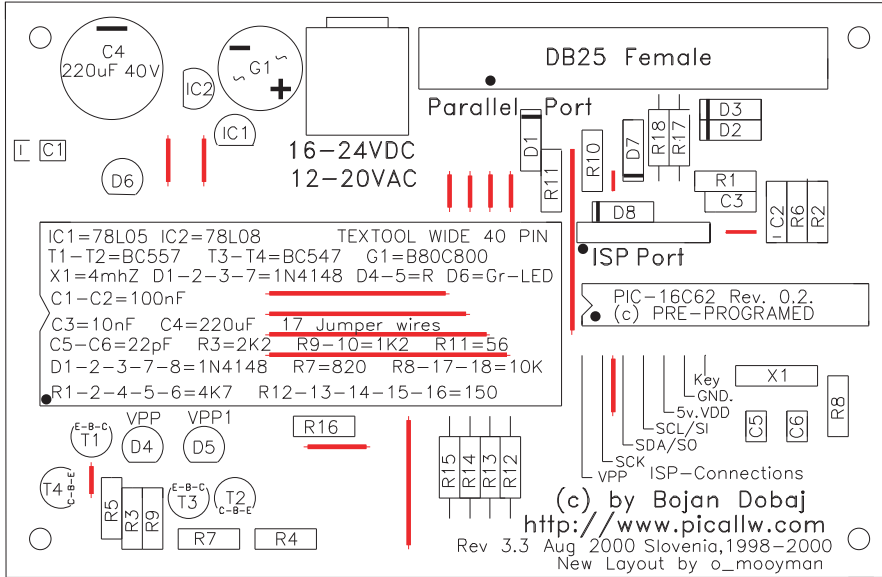 C4
220uF 40V
G1
IC2
IC1
DB25 Female
Parallel Port
16-24VDC
12-20VAC
D1
R11
R10
D7
R18
R17
D3
D2
R1
C3
I C1
D6
D8
I C2
R6
R2
ISP Port
IC1=78L05 IC2=78L08 TEXTOOL WIDE 40 PIN
T1-T2=BC557 T3-T4=BC547 G1=B80C800
X1=4mhZ D1-2-3-7=1N4148 D4-5=R D6=Gr-LED
C1-C2=100nF
C3=10nF C4=220uF 17 Jumper wires
C5-C6=22pF R3=2K2 R9-10=1K2 R11=56
D1-2-3-7-8=1N4148 R7=820 R8-17-18=10K
R1-2-4-5-6=4K7 R12-13-14-15-16=150
PIC-16C62 Rev. 0.2.
(c) PRE-PROGRAMED
Key
GND.
5v.VDD
SCL/SI
SDA/SO
SCK
VPP
ISP-Connections
X1
C5
C6
R8
VPP
VPP1
E-B-C
T1
D4
D5
R16
R15
R14
R13
R12
T4
C-B-E
R5
R3
R9
E-B-C
T3
T2
C-B-E
R7
R4
(c) by Bojan Dobaj
http://www.picallw.com
Rev 3.3 Aug 2000 Slovenia,1998-2000
New Layout by o_mooyman